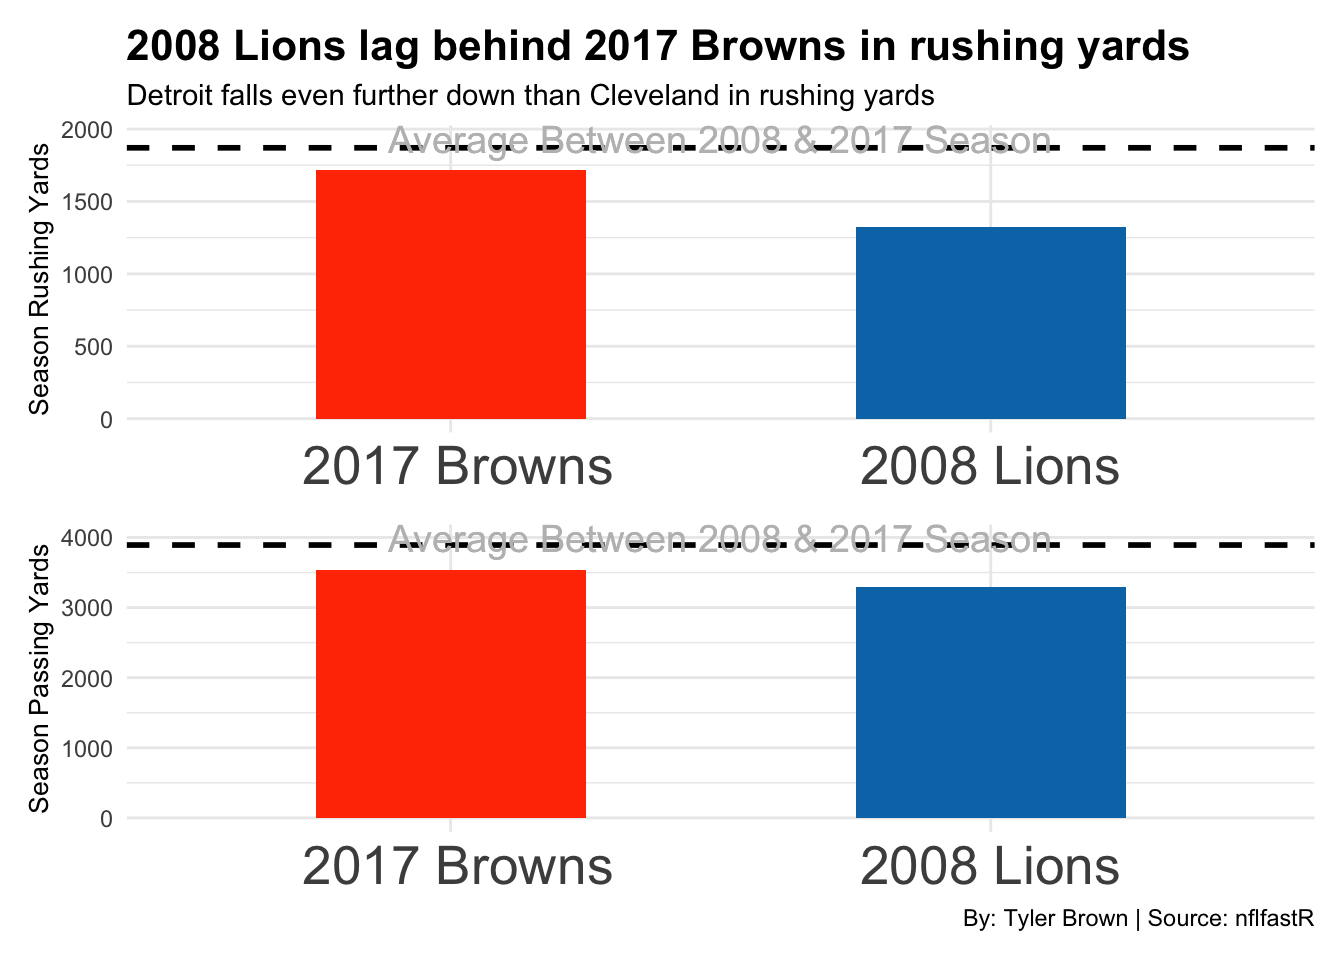 2008 Lions lag behind 2017 Browns in rushing yards
Detroit falls even further down than Cleveland in rushing yards
Season Rushing Yards
2000
1500
1000
500
0
Average Between 2008 & 2017 Season
2017 Browns
2008 Lions
Season Passing Yards
4000
3000
2000
1000
0
Average Between 2008 & 2017 Season
2017 Browns
2008 Lions
By: Tyler Brown | Source: nflfastR